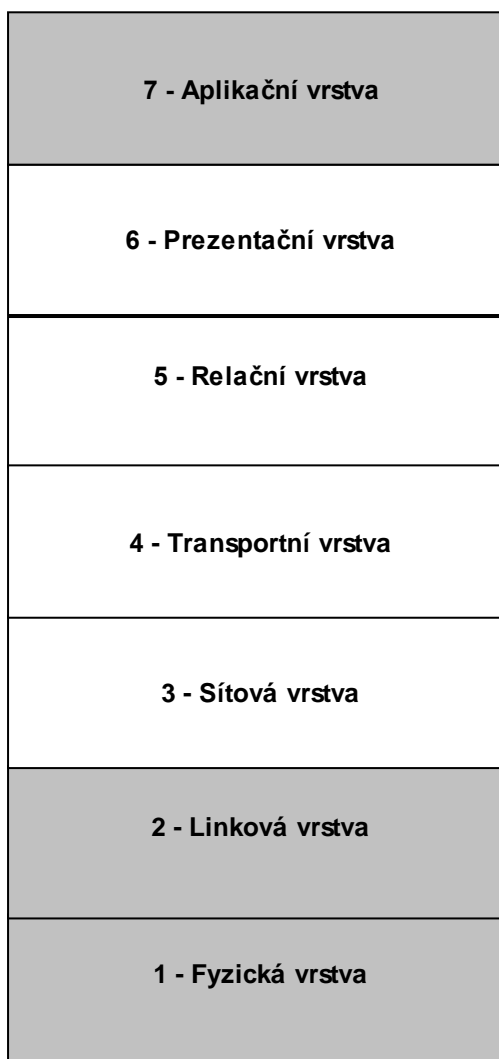 7 - Aplikační vrstva
6 - Prezentační vrstva
5 - Relační vrstva
4 - Transportní vrstva
3 - Sítová vrstva
2 - Linková vrstva
1 - Fyzická vrstva